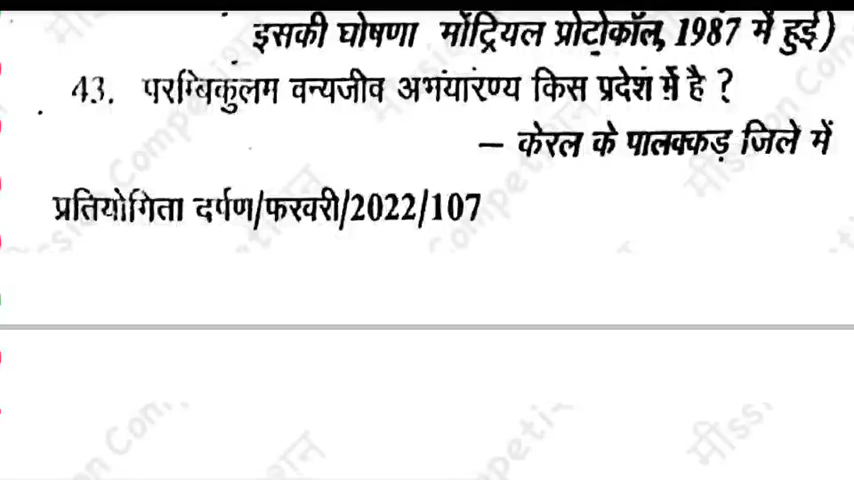 इसकी घोषणा मोंट्रियल प्रोटोकॉल, 1987 में हुई)
43. परम्बिकुलम वन्यजीव अभंयारण्य किस प्रदेश में है ?
– केरल के पालक्कड़ जिले में
प्रतियोगिता दर्पण/फरवरी/2022/107